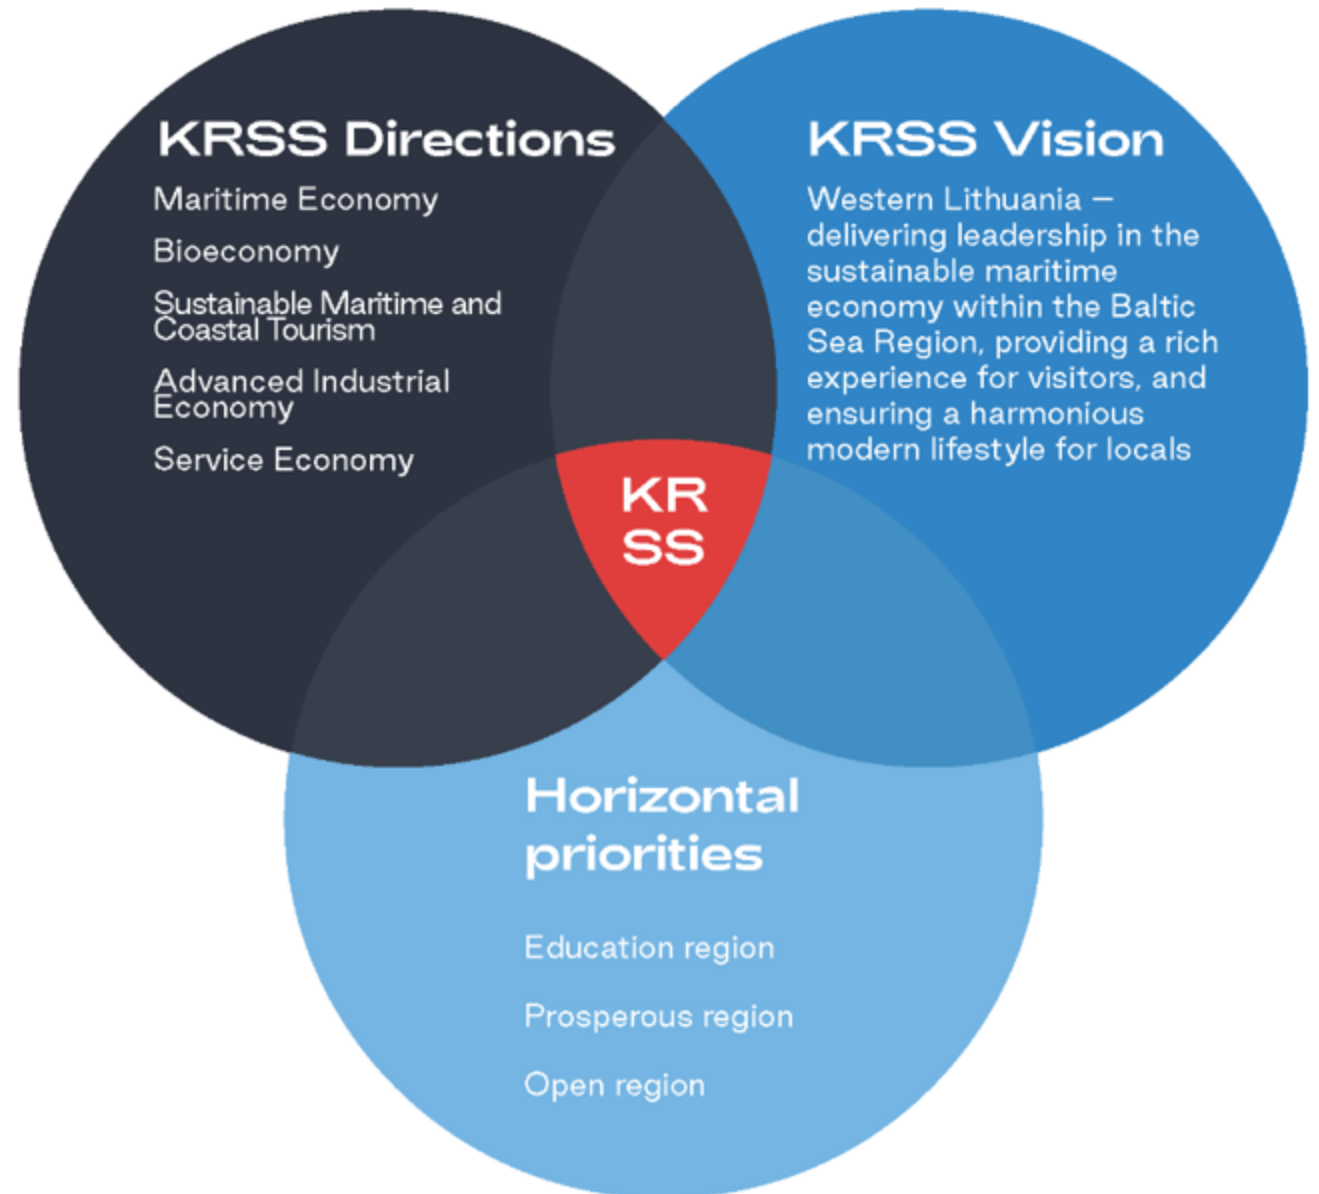 KRSS Directions
Maritime Economy
Bioeconomy
Sustainable Maritime and
Coastal Tourism
Advanced Industrial
Economy
Service Economy
KRSS Vision
Western Lithuania –
delivering leadership in the
sustainable maritime
economy within the Baltic
Sea Region, providing a rich
experience for visitors, and
ensuring a harmonious
modern lifestyle for locals
KR
SS
Horizontal
priorities
Education region
Prosperous region
Open region